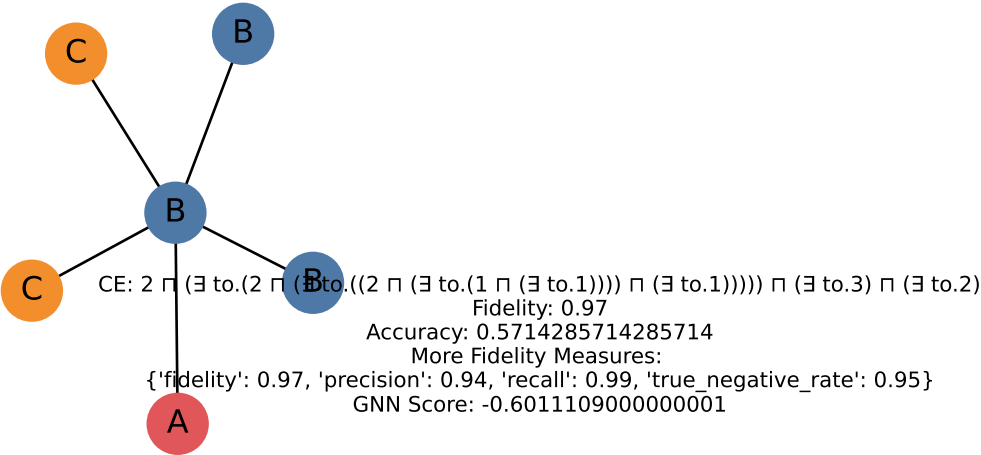 B
C
B
C
B
CE: 2 ⊓ (∃ to.(2 ⊓ (∃ to.((2 ⊓ (∃ to.(1 ⊓ (∃ to.1)))) ⊓ (∃ to.1))))) ⊓ (∃ to.3) ⊓ (∃ to.2)
Fidelity: 0.97
Accuracy: 0.5714285714285714
More Fidelity Measures:
{'fidelity': 0.97, 'precision': 0.94, 'recall': 0.99, 'true_negative_rate': 0.95}
GNN Score: -0.6011109000000001
A